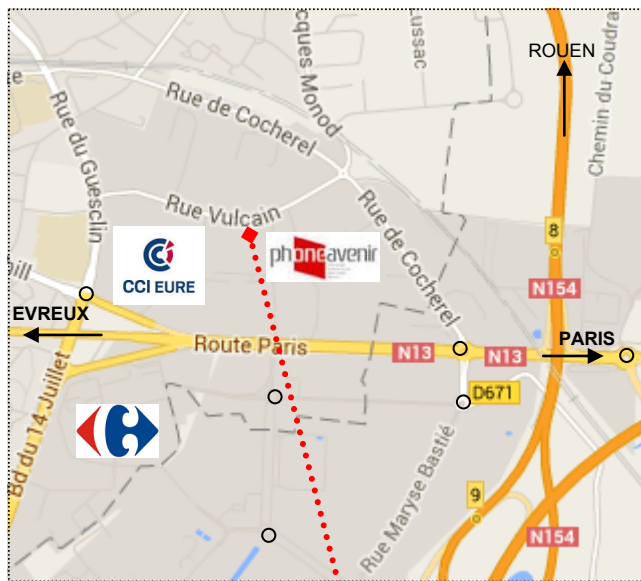 Lussac
cques Monod
ROUEN
Chemin du Coudra
Rue de Cocherel
Rue du Guesclin
Rue Vulcain
Rue de Cocherel
8
CCI EURE
phoneavenir
N154
hill
EVREUX
Route Paris
N13
N13
PARIS
D671
Bd du 14 Juillet
Rue Maryse Bastié
9
N154